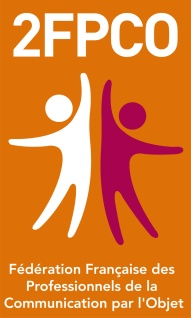 2FPCO
Fédération Française des
Professionnels de la
Communication par l'Objet